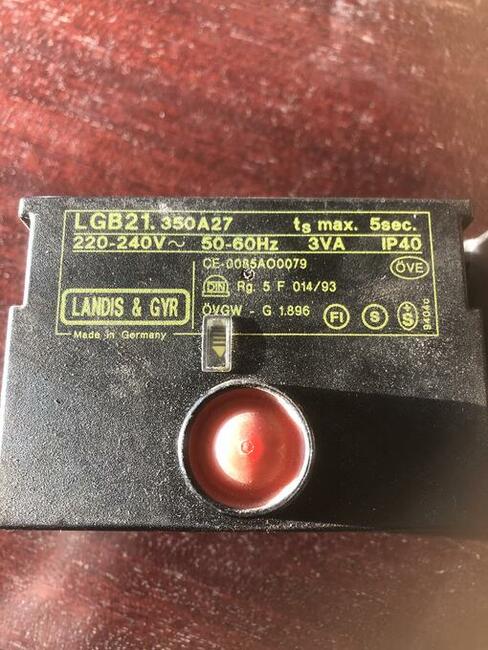 LGB21.350A27 ts max. 5sec.
220-240V~ 50-60Hz 3VA IP40
CE-0085AO0079
ÖVE
DIN Rg. 5 F 014/93
LANDIS & GYR
ÖVGW - G 1.896 FI S S+
Made in Germany